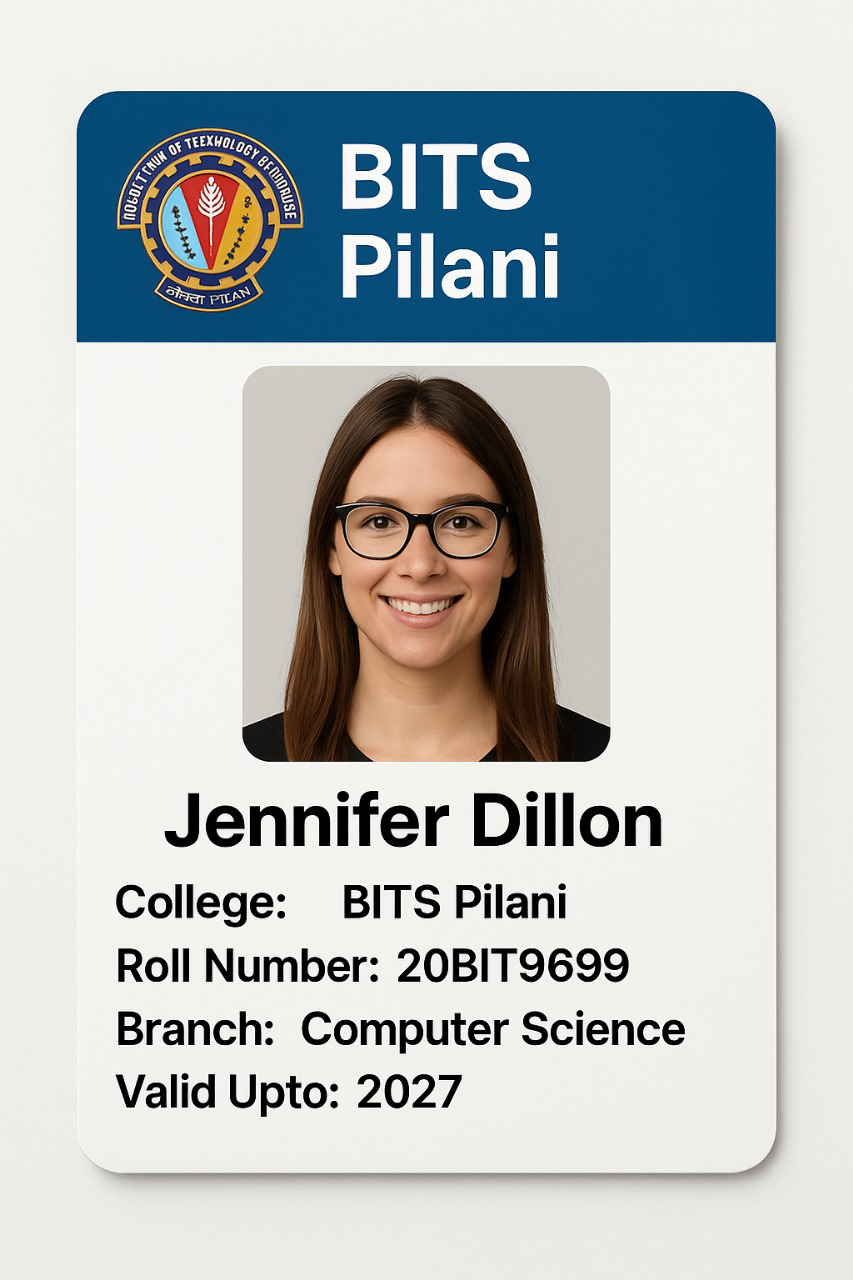 BITS
Pilani
Jennifer Dillon
College: BITS Pilani
Roll Number: 20BIT9699
Branch: Computer Science
Valid Upto: 2027